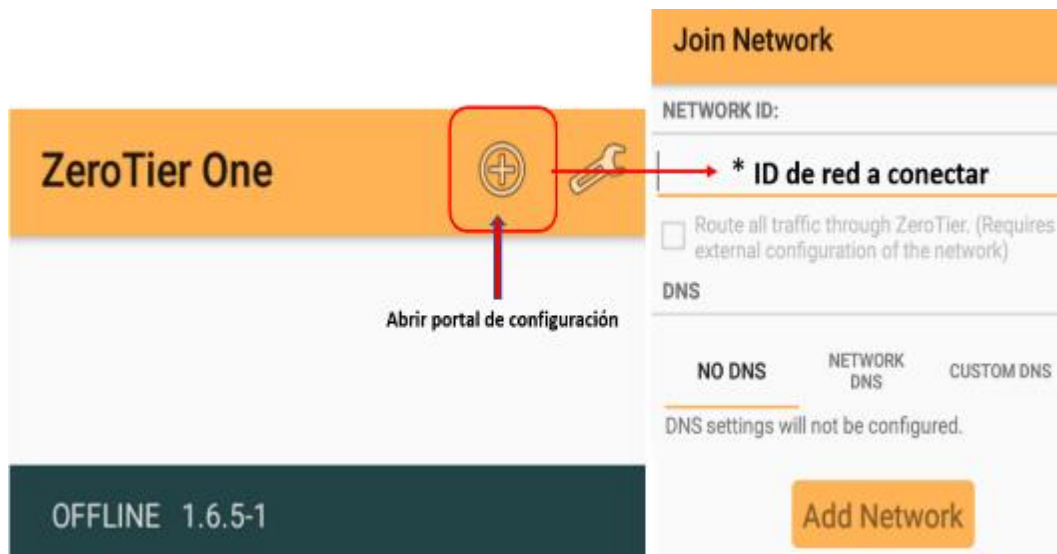 ZeroTier One
Abrir portal de configuración
OFFLINE 1.6.5-1
Join Network
NETWORK ID:
* ID de red a conectar
Route all traffic through ZeroTier. (Requires
external configuration of the network)
DNS
NO DNS
NETWORK
DNS
CUSTOM DNS
DNS settings will not be configured.
Add Network